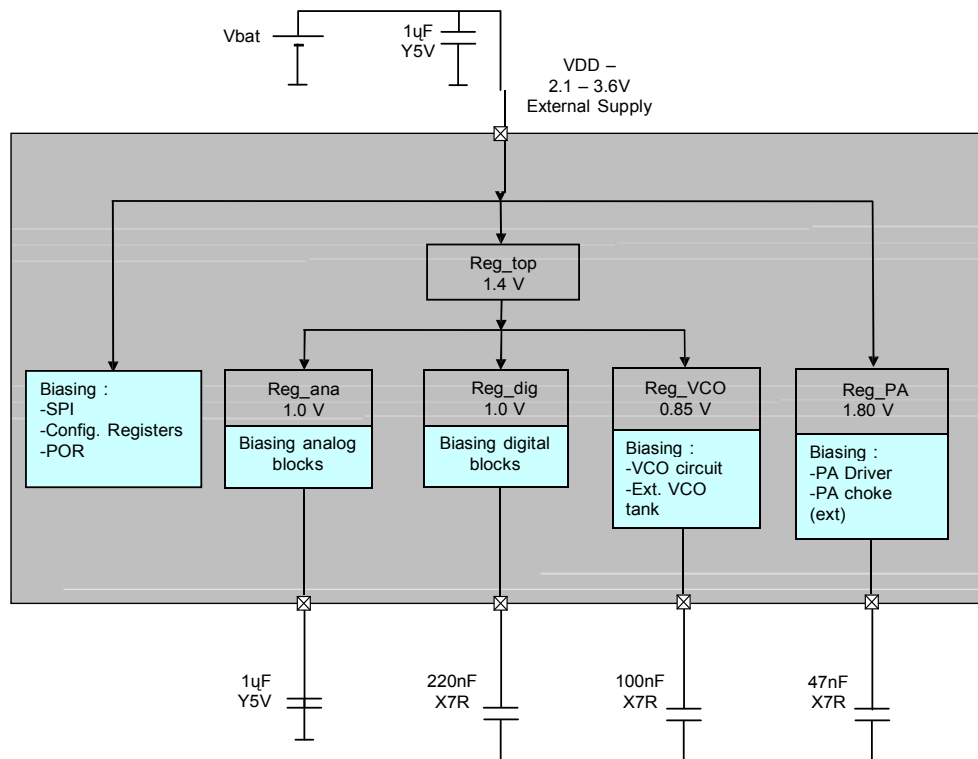 Vbat
1ųF
Y5V
VDD –
2.1 – 3.6V
External Supply
Reg_top
1.4 V
Biasing :
-SPI
-Config. Registers
-POR
Reg_ana
1.0 V
Biasing analog
blocks
Reg_dig
1.0 V
Biasing digital
blocks
Reg_VCO
0.85 V
Biasing :
-VCO circuit
-Ext. VCO
tank
Reg_PA
1.80 V
Biasing :
-PA Driver
-PA choke
(ext)
1ųF
Y5V
220nF
X7R
100nF
X7R
47nF
X7R